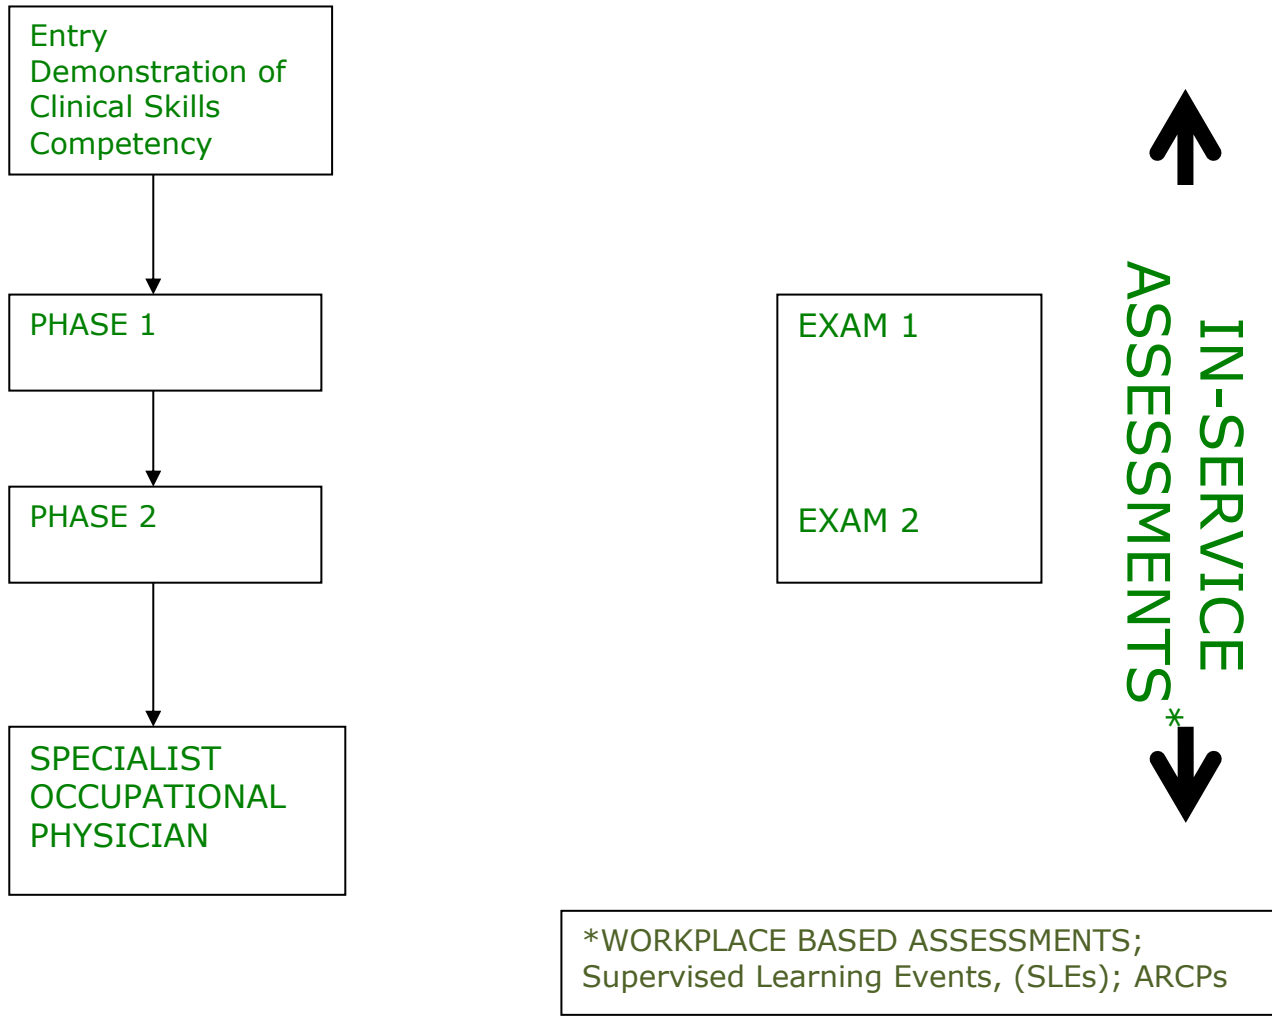 Entry
Demonstration of
Clinical Skills
Competency
PHASE 1
PHASE 2
SPECIALIST
OCCUPATIONAL
PHYSICIAN
EXAM 1
EXAM 2
IN-SERVICE
ASSESSMENTS*
*WORKPLACE BASED ASSESSMENTS;
Supervised Learning Events, (SLEs); ARCPs